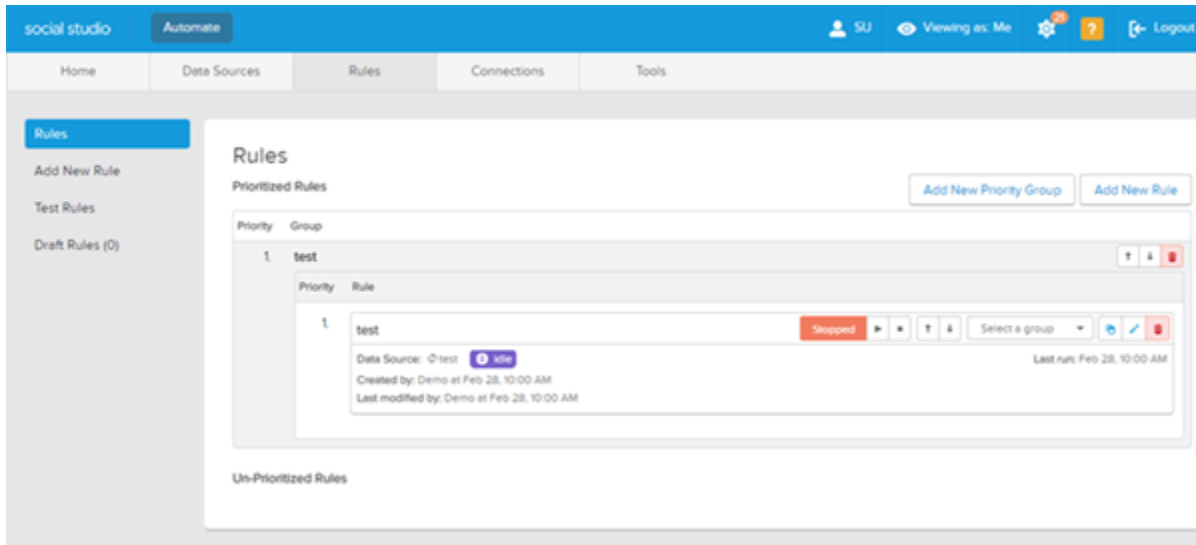 social studio Automate SU Viewing as: Me 21 ? Logout
Home Data Sources Rules Connections Tools
Rules
Add New Rule
Test Rules
Draft Rules (0)
Rules
Prioritized Rules Add New Priority Group Add New Rule
Priority Group
1. test
Priority Rule
1.
test Stopped Select a group
Data Source: test idle Last run: Feb 28, 10:00 AM
Created by: Demo at Feb 28, 10:00 AM
Last modified by: Demo at Feb 28, 10:00 AM
Un-Prioritized Rules